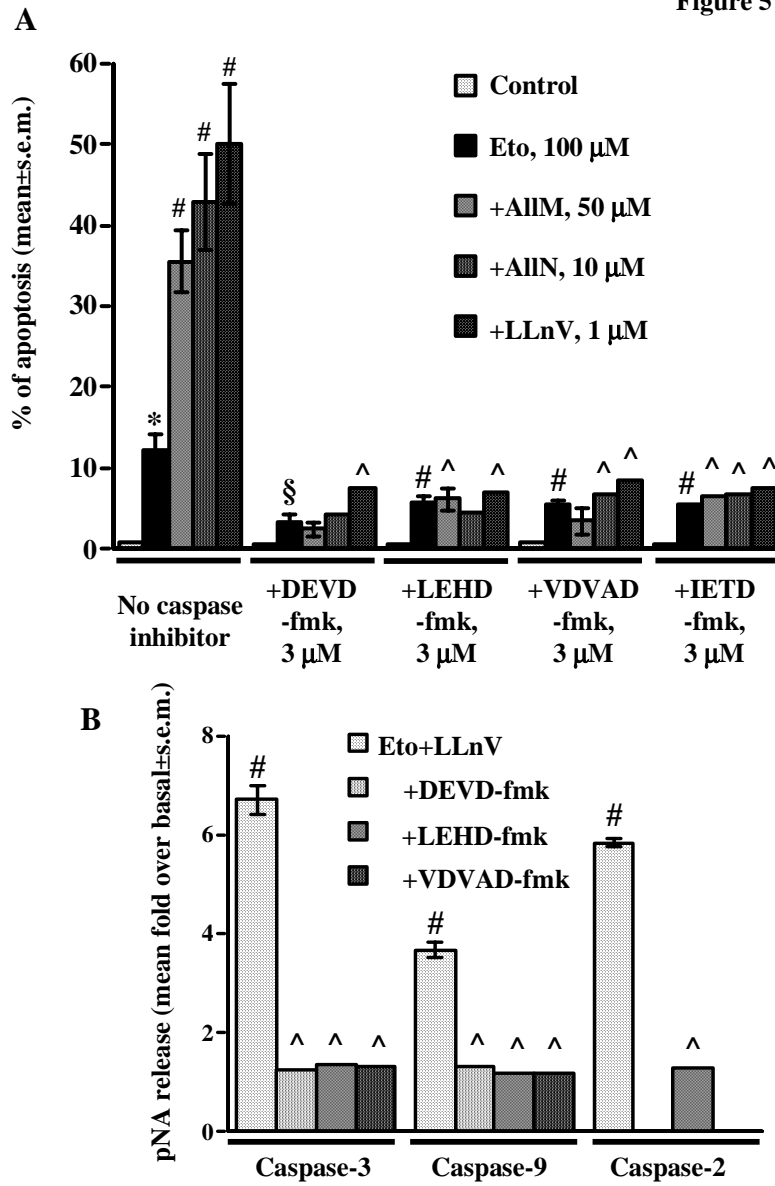 Figure 5
A
% of apoptosis (mean±s.e.m.)
60
50
40
30
20
10
0
Control
Eto, 100 μM
+AllM, 50 μM
+AllN, 10 μM
+LLnV, 1 μM
* # # #
§ ^
# ^ ^
# ^ ^
# ^ ^ ^
No caspase
inhibitor
+DEVD
-fmk,
3 μM
+LEHD
-fmk,
3 μM
+VDVAD
-fmk,
3 μM
+IETD
-fmk,
3 μM
B
pNA release (mean fold over basal±s.e.m.)
8
6
4
2
0
Eto+LLnV
+DEVD-fmk
+LEHD-fmk
+VDVAD-fmk
# ^ ^ ^
# ^ ^ ^
# ^
Caspase-3
Caspase-9
Caspase-2